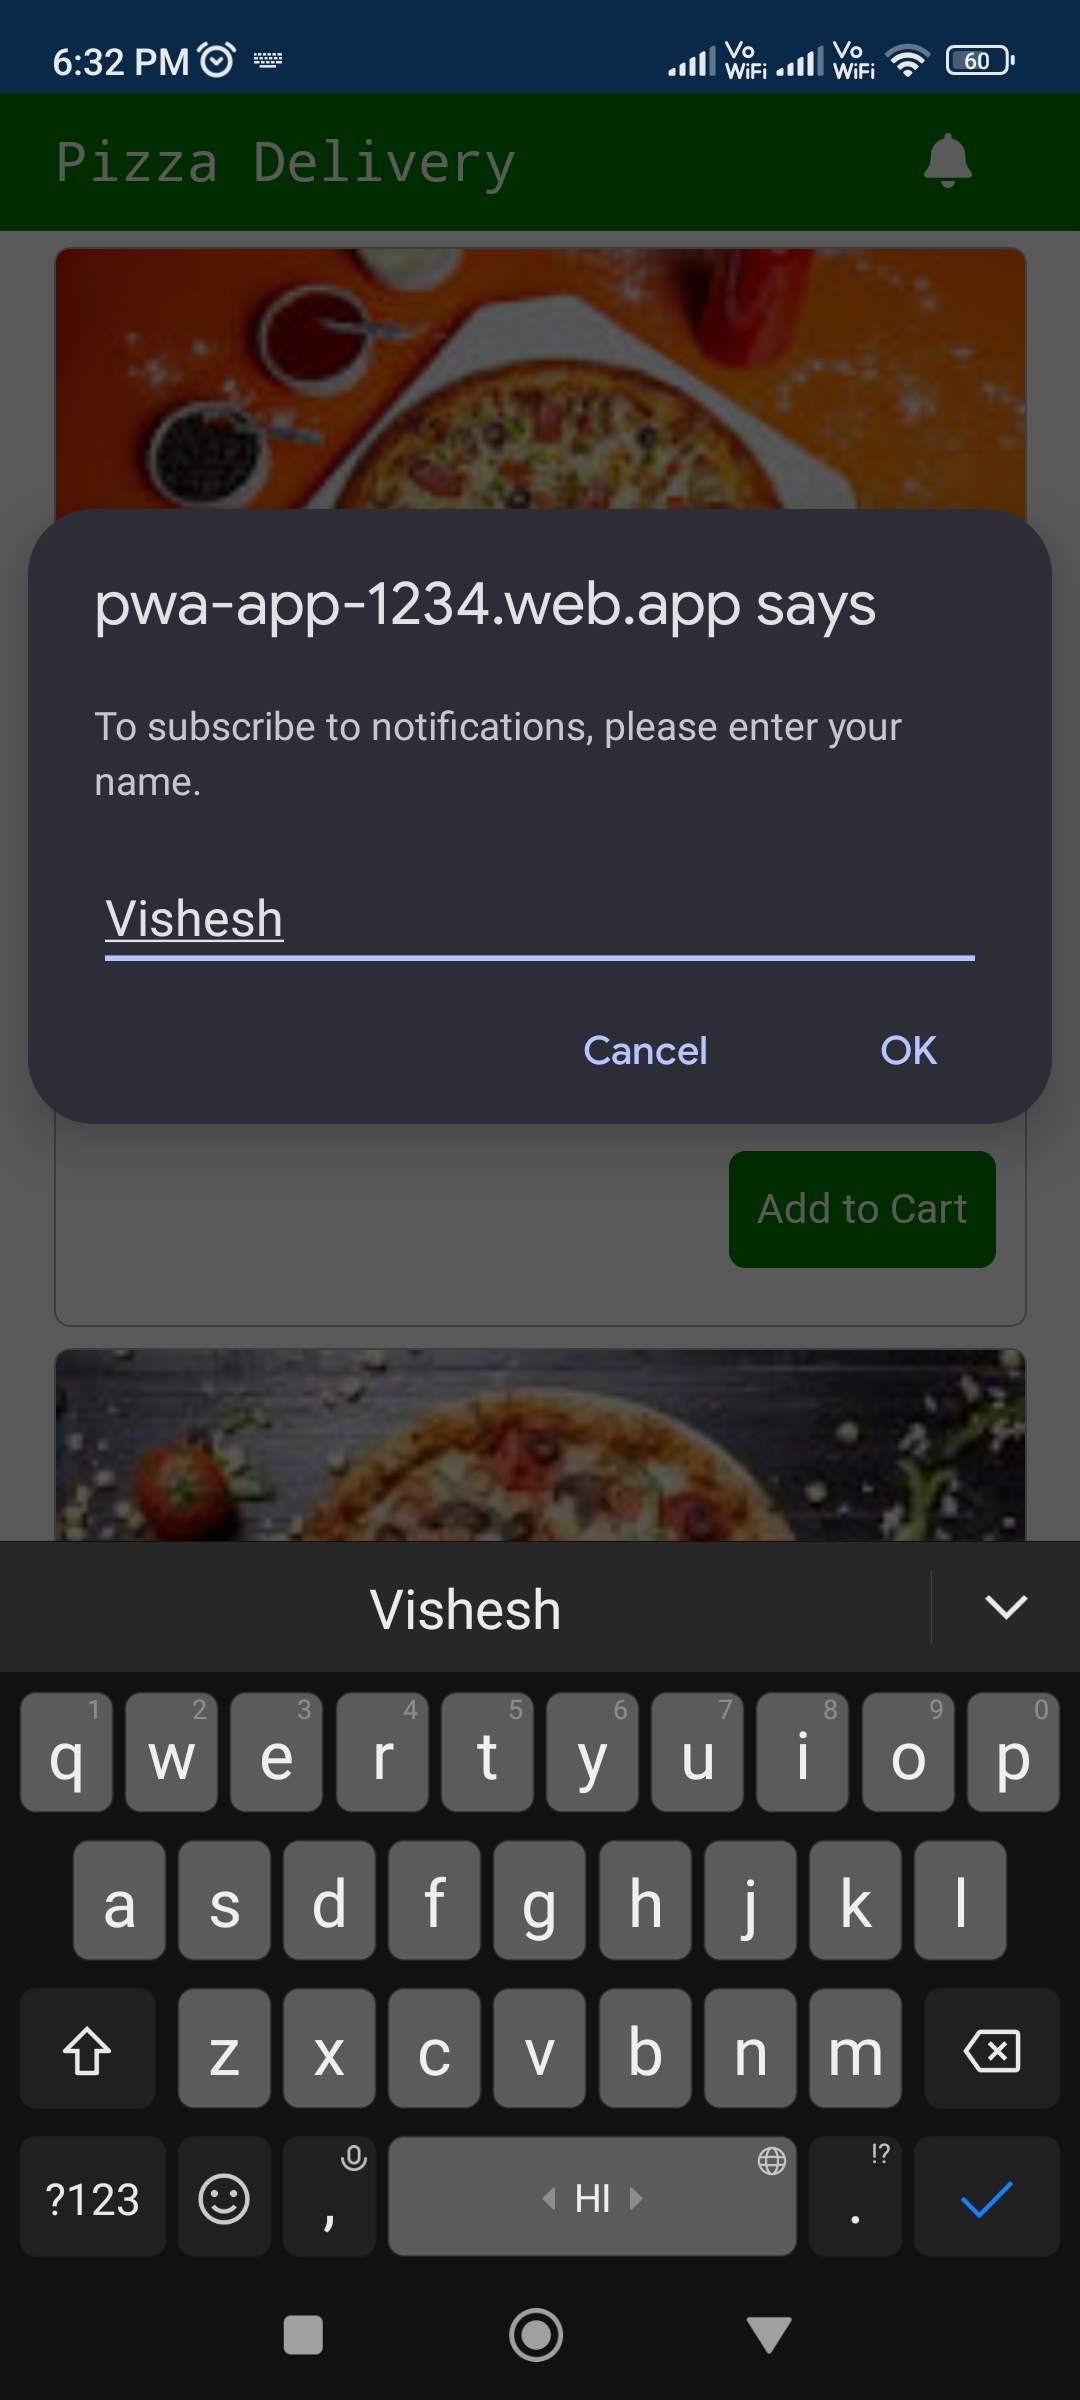 6:32 PM
Vo WiFi Vo WiFi 60
Pizza Delivery
pwa-app-1234.web.app says
To subscribe to notifications, please enter your
name.
Vishesh
Cancel OK
Add to Cart
Vishesh
1 2 3 4 5 6 7 8 9 0
q w e r t y u i o p
a s d f g h j k l
z x c v b n m
!?
?123 , HI .